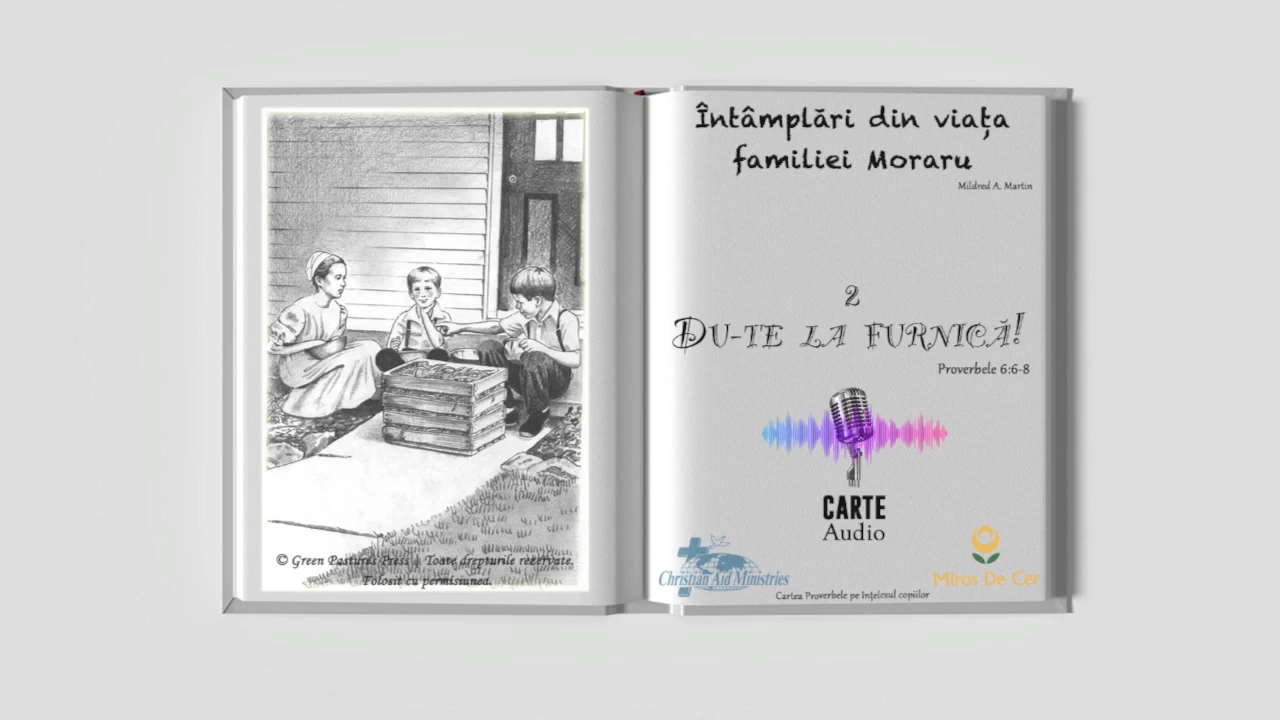 © Green Pastures Press | Toate drepturile rezervate.
Folosit cu permisiunea.
Întâmplări din viața
familiei Moraru
Mildred A. Martin
2
Du-te la furnică!
Proverbele 6:6-8
CARTE
Audio
Christian Aid Ministries
Miros De Cer
Cartea Proverbele pe înțelesul copiilor